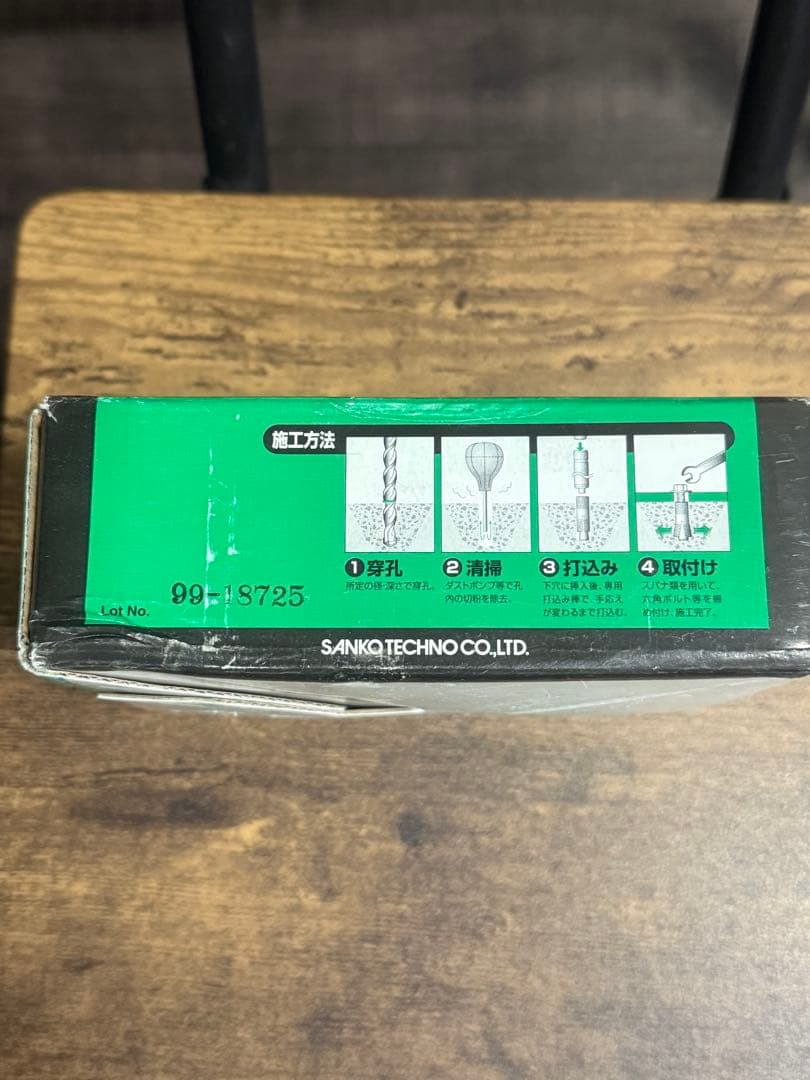 施工方法
❶穿孔
所定の径・深さで穿孔。
❷清掃
ダストポンプ等で孔
内の切粉を除去。
❸打込み
下穴に挿入後、専用
打込み棒で、手応え
が変わるまで打込む。
❹取付け
スパナ類を用いて、
六角ボルト等を締
め付け、施工完了。
Lot No. 99-18725
SANKO TECHNO CO.,LTD.